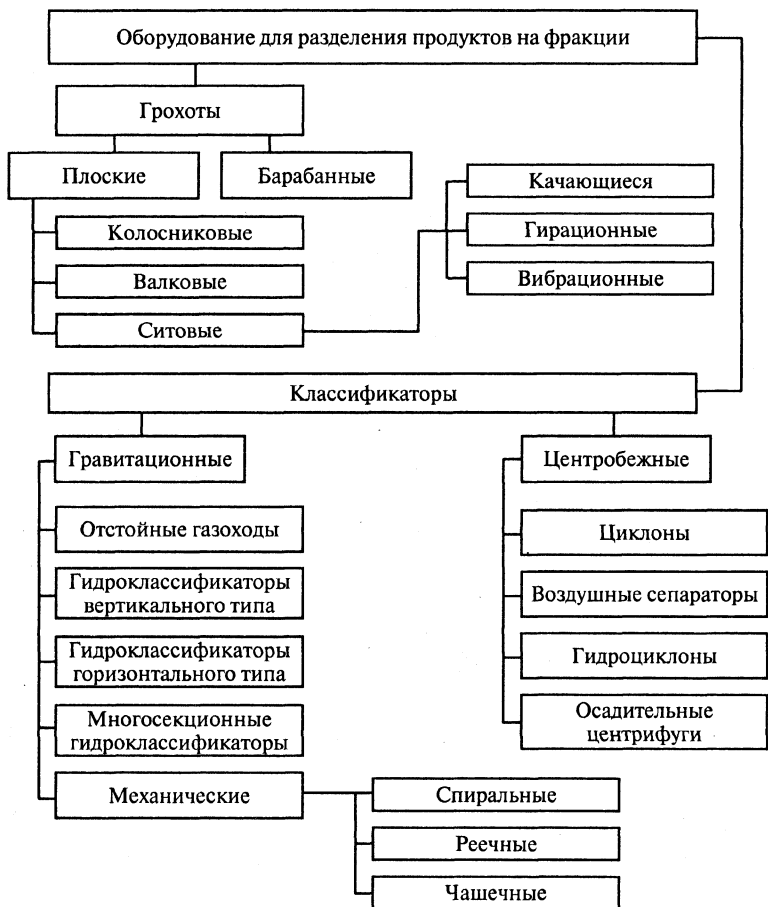 Оборудование для разделения продуктов на фракции
Грохоты
Плоские
Барабанные
Колосниковые
Валковые
Ситовые
Качающиеся
Гирационные
Вибрационные
Классификаторы
Гравитационные
Отстойные газоходы
Гидроклассификаторы
вертикального типа
Гидроклассификаторы
горизонтального типа
Многосекционные
гидроклассификаторы
Механические
Спиральные
Реечные
Чашечные
Центробежные
Циклоны
Воздушные сепараторы
Гидроциклоны
Осадительные
центрифуги